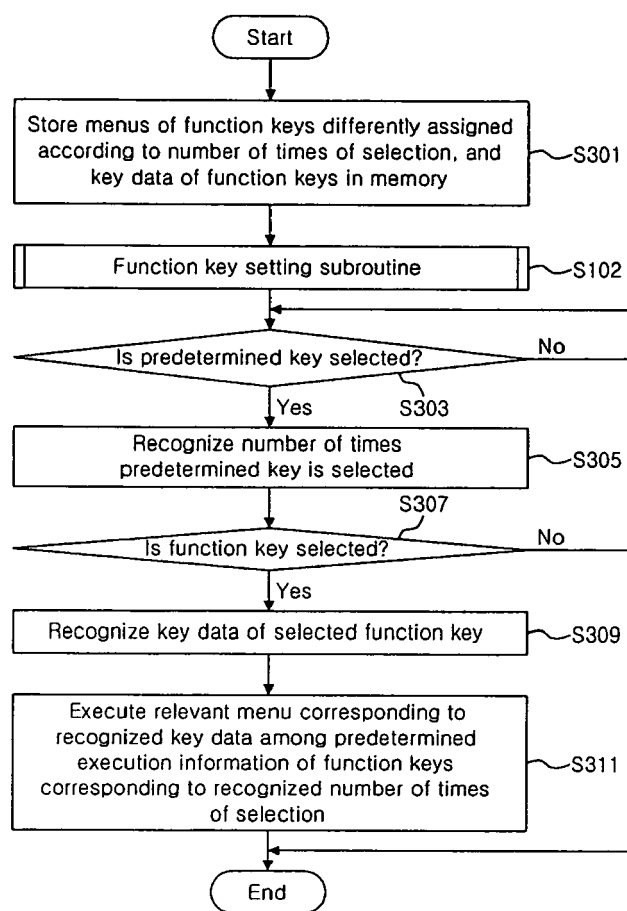 Start
Store menus of function keys differently assigned
according to number of times of selection, and
key data of function keys in memory
S301
Function key setting subroutine
S102
Is predetermined key selected?
No
S303
Yes
Recognize number of times
predetermined key is selected
S305
S307
Is function key selected?
No
Yes
Recognize key data of selected function key
S309
Execute relevant menu corresponding to
recognized key data among predetermined
execution information of function keys
corresponding to recognized number of times
of selection
S311
End